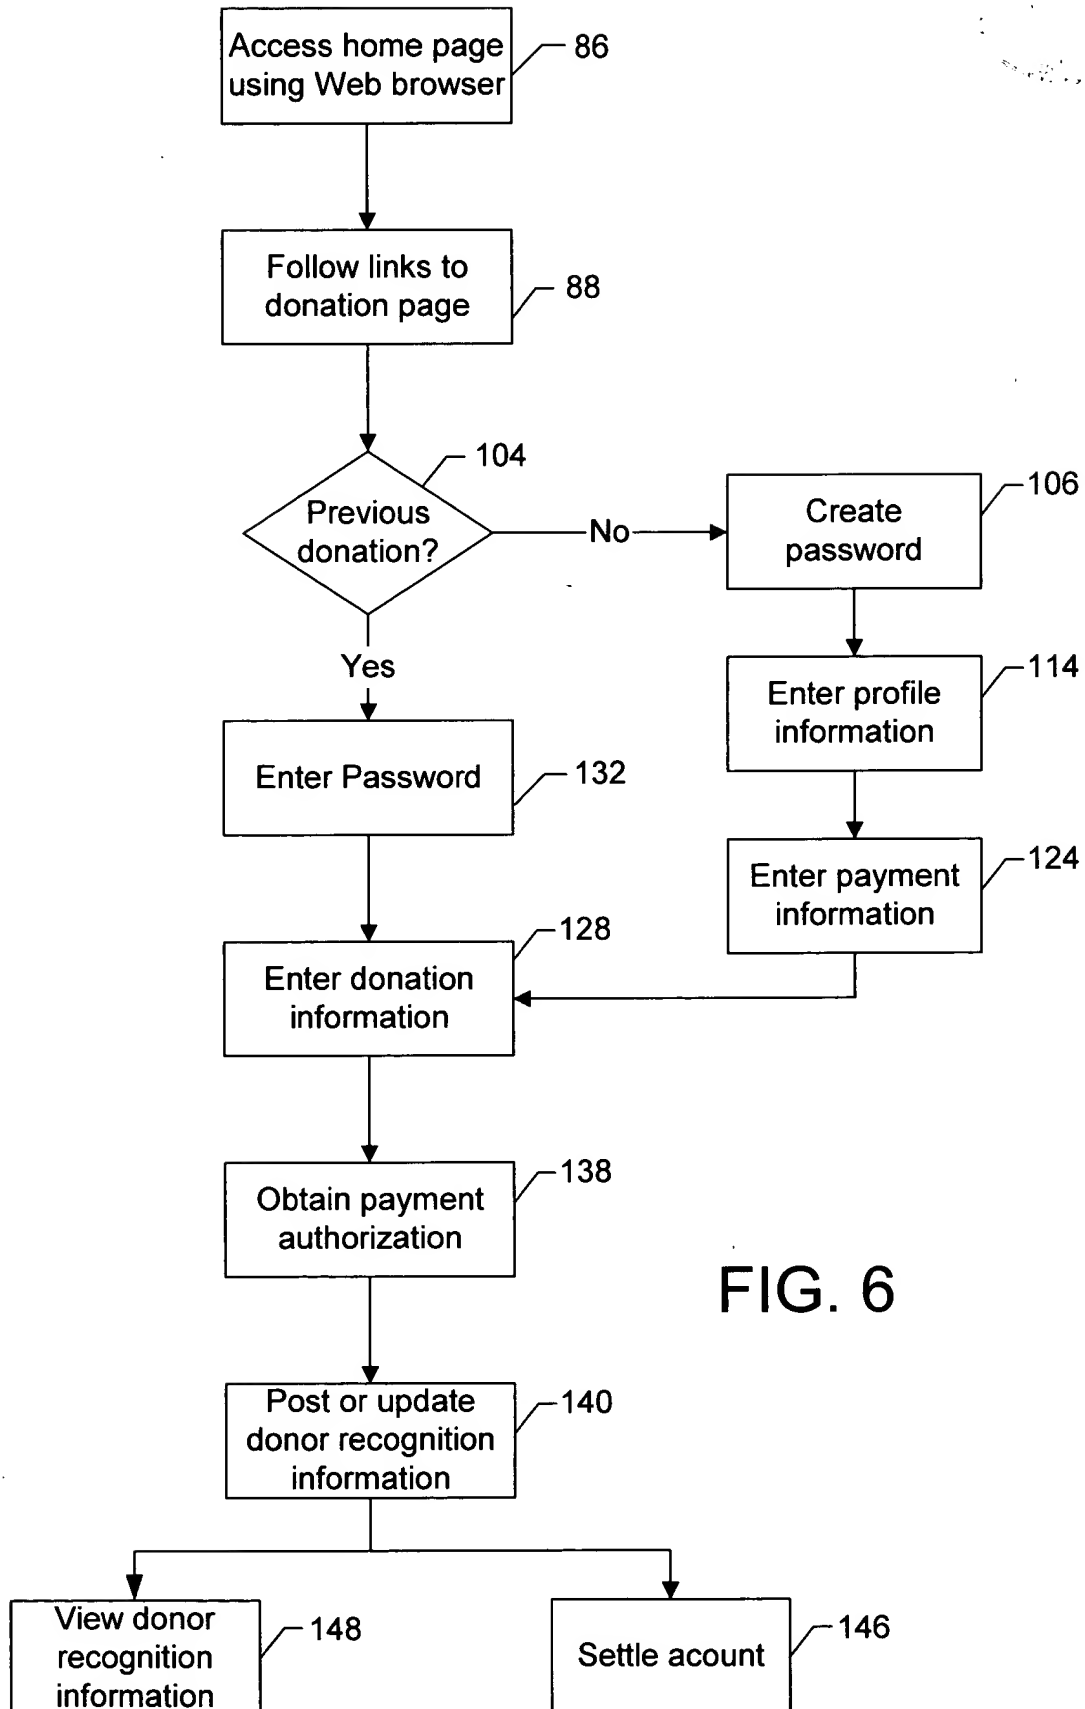 Access home page
using Web browser
86
Follow links to
donation page
88
104
Previous
donation?
No
Create
password
106
Yes
Enter profile
information
114
Enter Password
132
Enter payment
information
124
128
Enter donation
information
Obtain payment
authorization
138
FIG. 6
Post or update
donor recognition
information
140
View donor
recognition
information
148
Settle acount
146